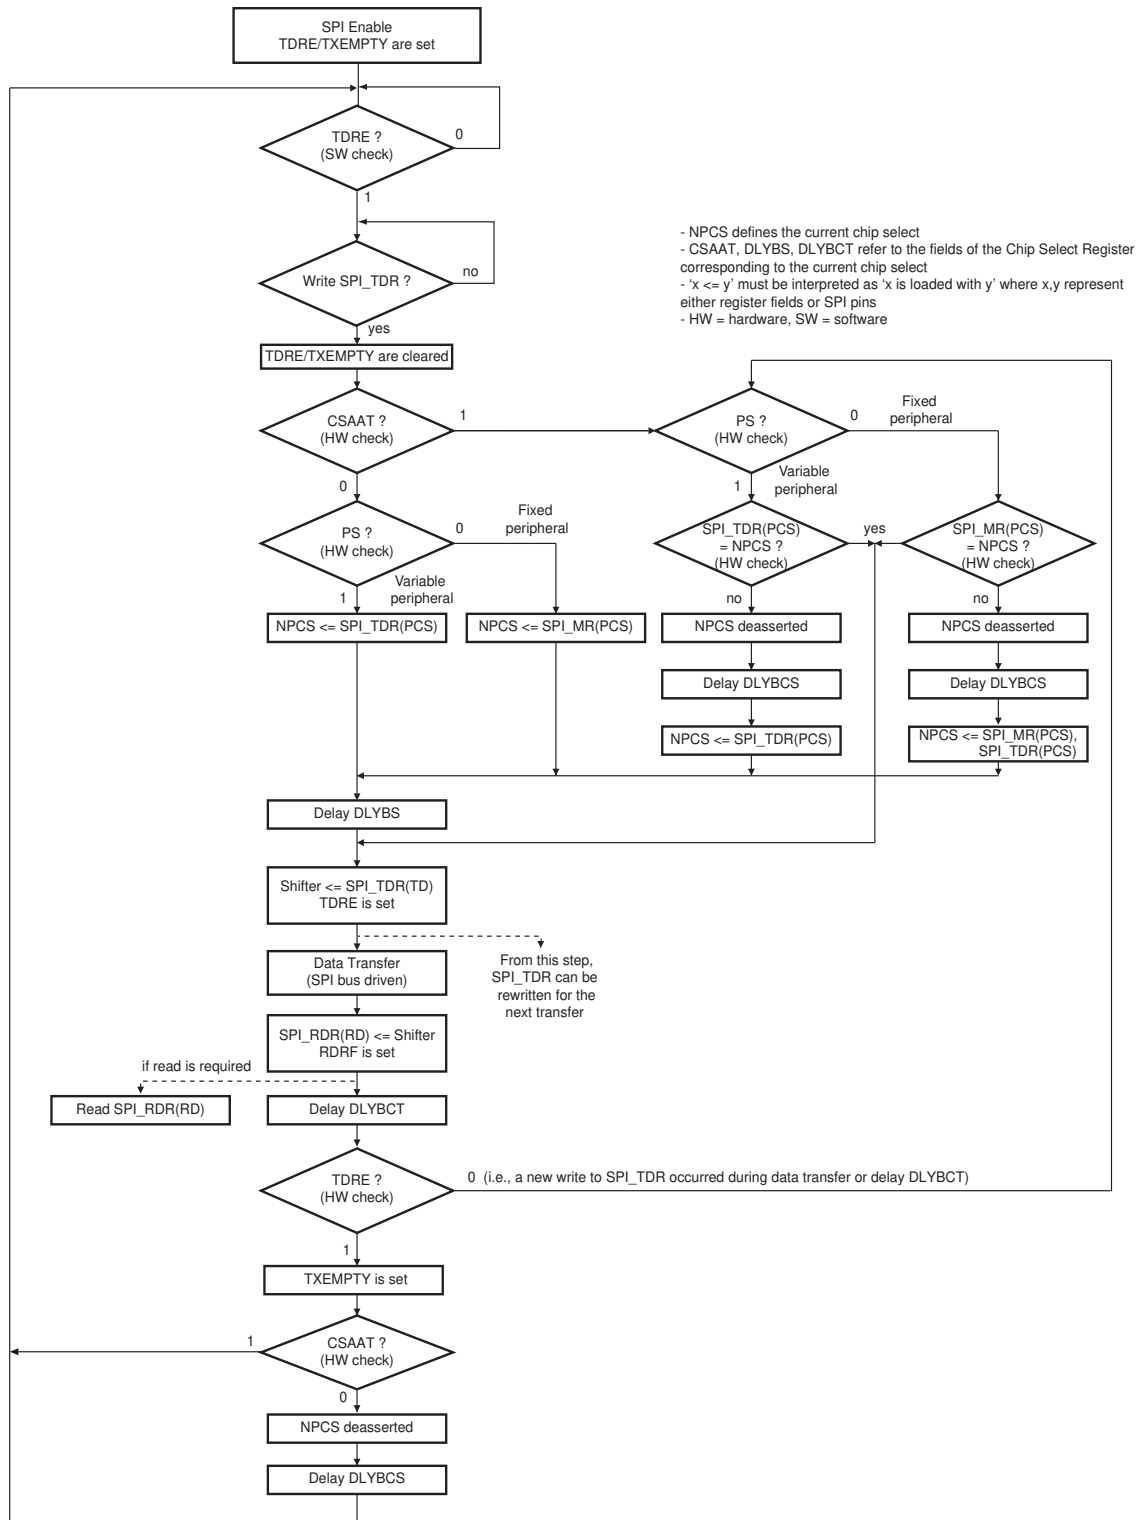 SPI Enable
TDRE/TXEMPTY are set
TDRE ?
(SW check)
0
1
Write SPI_TDR ?
no
yes
- NPCS defines the current chip select
- CSAAT, DLYBS, DLYBCT refer to the fields of the Chip Select Register
corresponding to the current chip select
- ‘x <= y’ must be interpreted as ‘x is loaded with y’ where x,y represent
either register fields or SPI pins
- HW = hardware, SW = software
TDRE/TXEMPTY are cleared
CSAAT ?
(HW check)
1
0
PS ?
(HW check)
0
Fixed
peripheral
1
Variable
peripheral
PS ?
(HW check)
0
Fixed
peripheral
1
Variable
peripheral
SPI_TDR(PCS)
= NPCS ?
(HW check)
yes
no
SPI_MR(PCS)
= NPCS ?
(HW check)
no
NPCS <= SPI_TDR(PCS)
NPCS <= SPI_MR(PCS)
NPCS deasserted
NPCS deasserted
Delay DLYBCS
Delay DLYBCS
NPCS <= SPI_TDR(PCS)
NPCS <= SPI_MR(PCS),
SPI_TDR(PCS)
Delay DLYBS
Shifter <= SPI_TDR(TD)
TDRE is set
Data Transfer
(SPI bus driven)
From this step,
SPI_TDR can be
rewritten for the
next transfer
SPI_RDR(RD) <= Shifter
RDRF is set
if read is required
Read SPI_RDR(RD)
Delay DLYBCT
TDRE ?
(HW check)
0 (i.e., a new write to SPI_TDR occurred during data transfer or delay DLYBCT)
1
TXEMPTY is set
CSAAT ?
(HW check)
1
0
NPCS deasserted
Delay DLYBCS